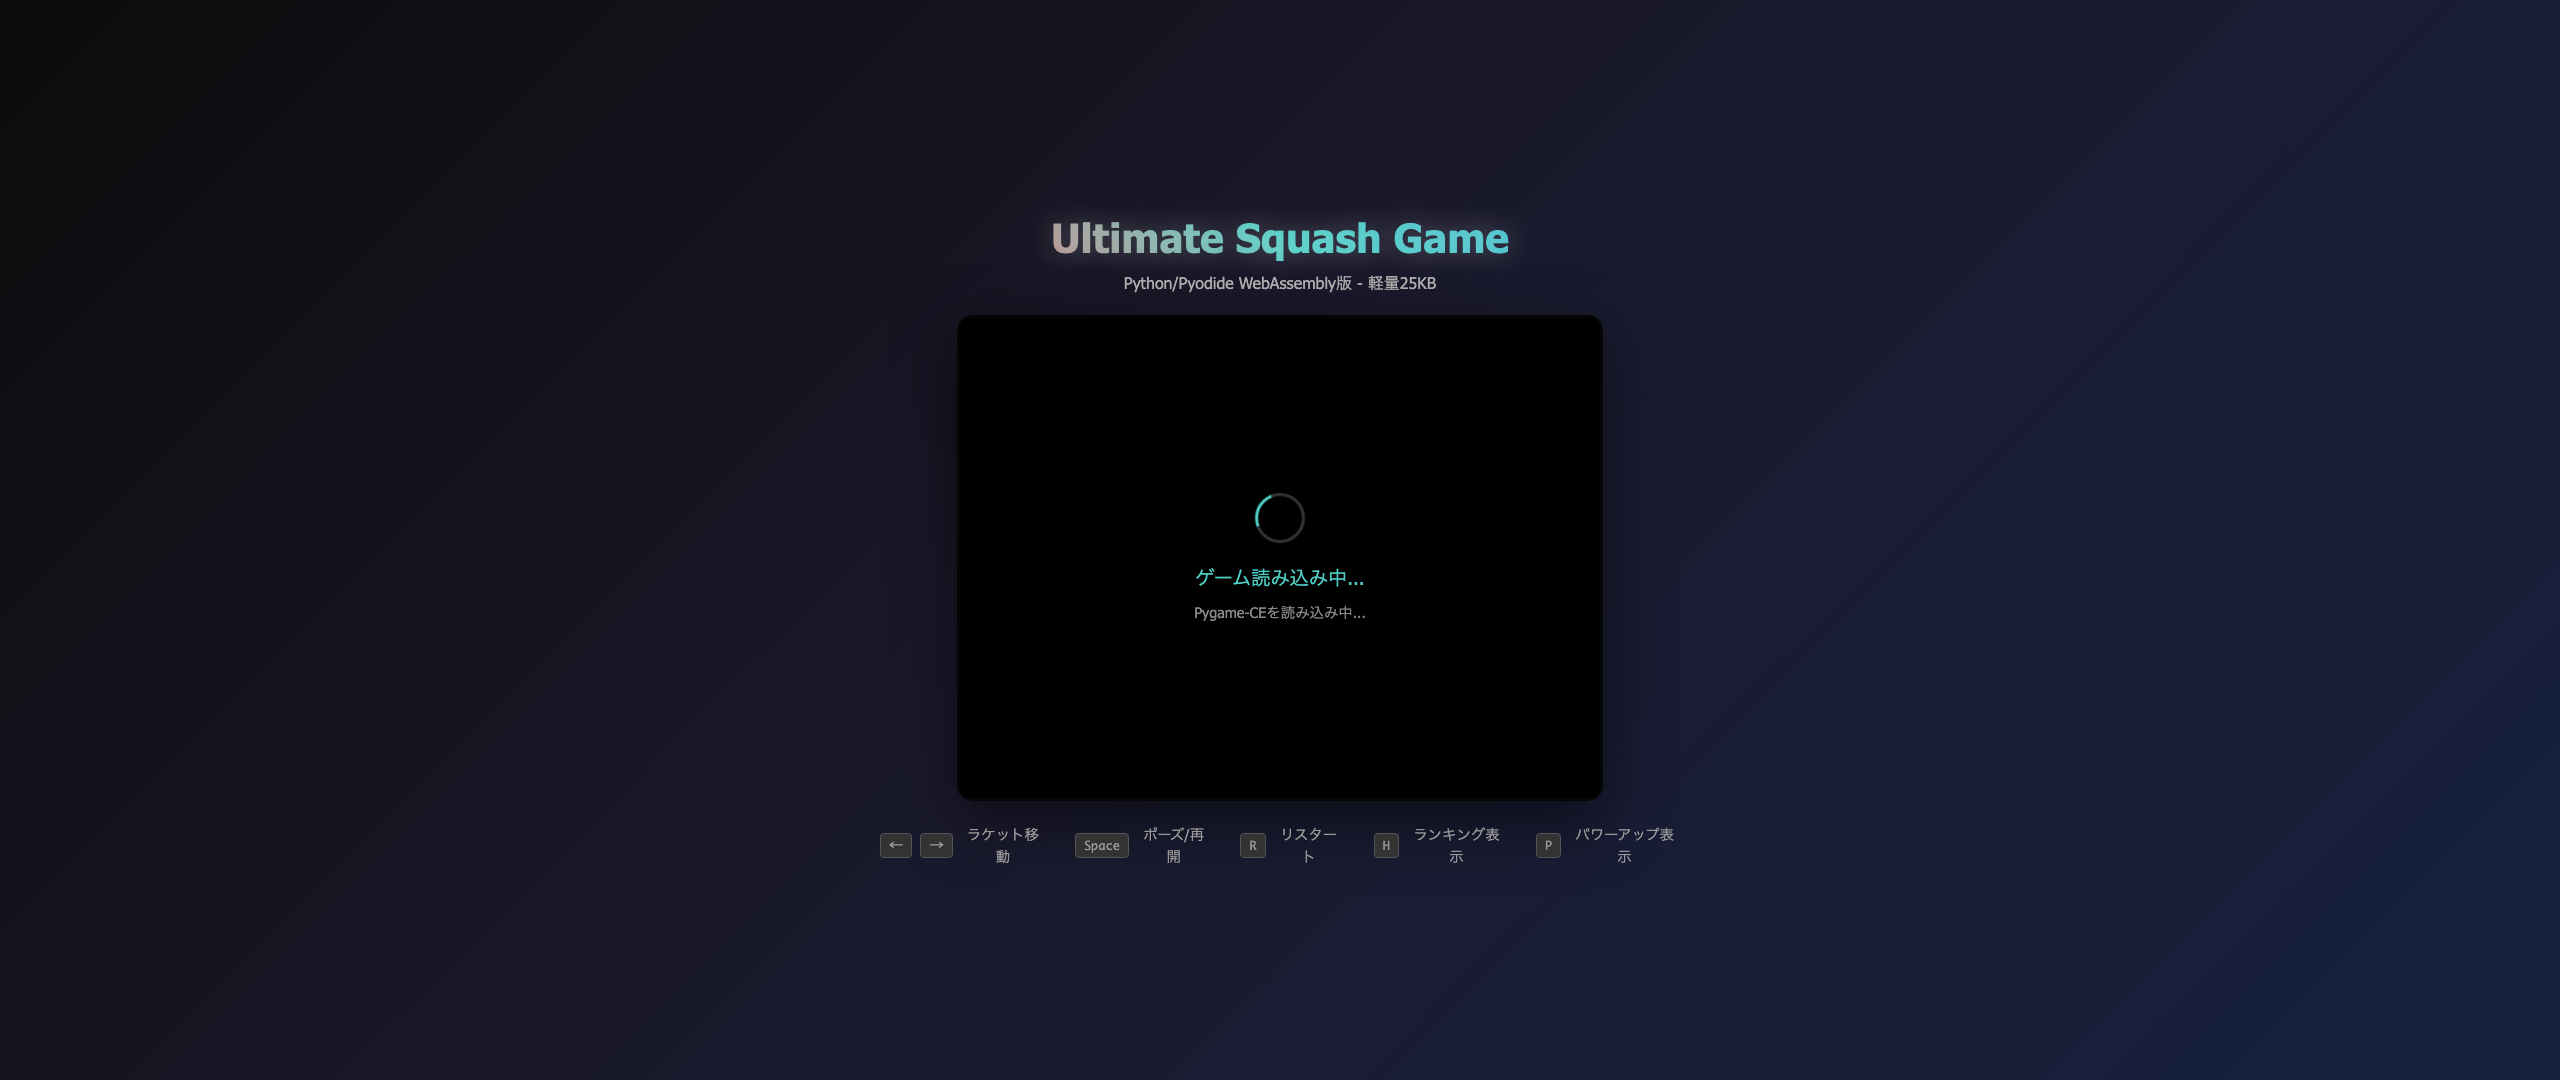 Ultimate Squash Game
Python/Pyodide WebAssembly版 - 軽量25KB
ゲーム読み込み中...
Pygame-CEを読み込み中...
← → ラケット移
動
Space ポーズ/再
開
R リスター
ト
H ランキング表
示
P パワーアップ表
示